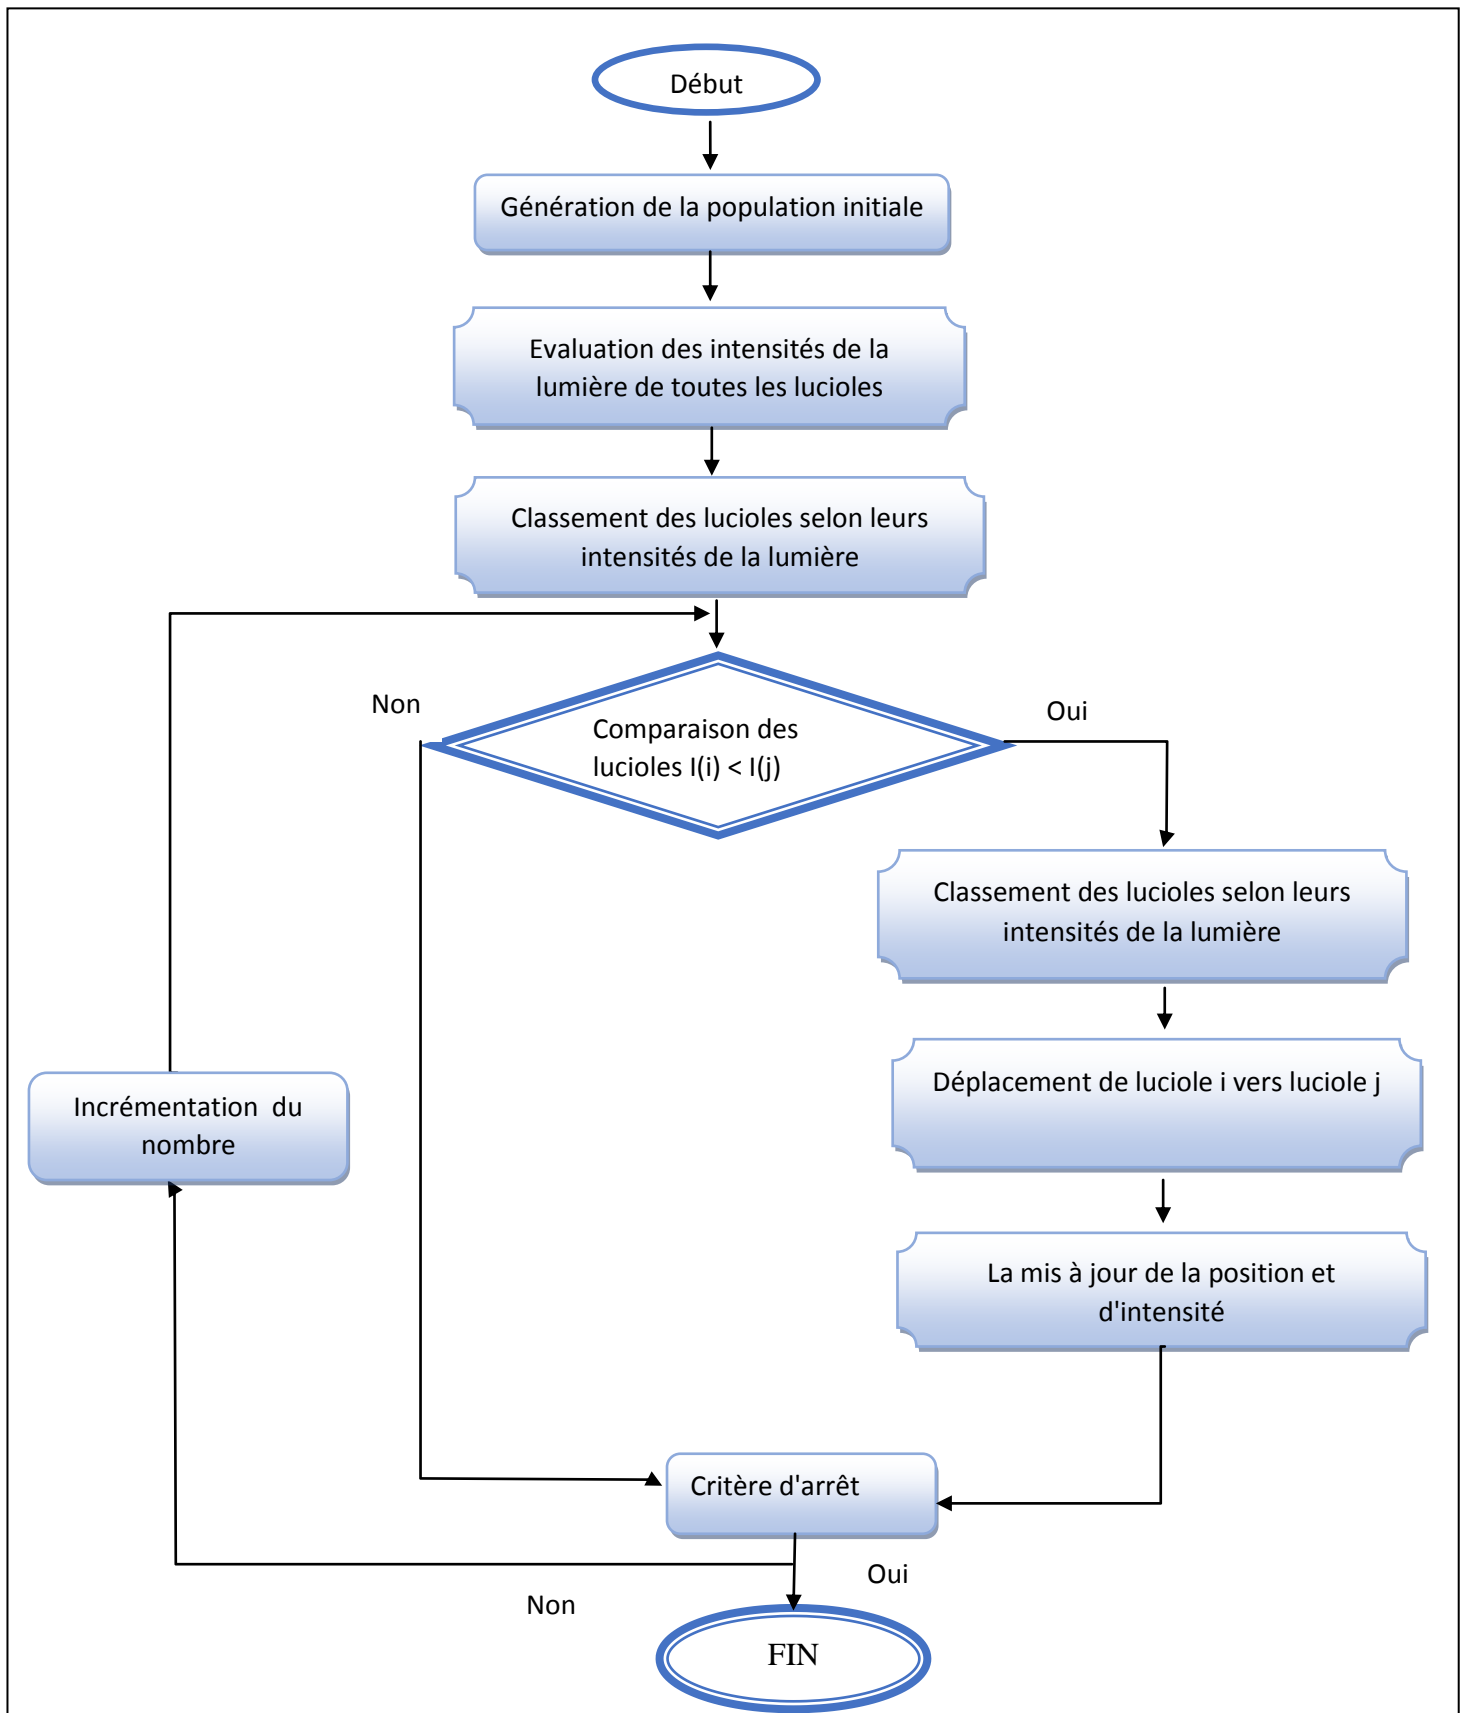 Début
Génération de la population initiale
Evaluation des intensités de la
lumière de toutes les lucioles
Classement des lucioles selon leurs
intensités de la lumière
Non
Oui
Comparaison des
lucioles I(i) < I(j)
Classement des lucioles selon leurs
intensités de la lumière
Déplacement de luciole i vers luciole j
Incrémentation du
nombre
La mis à jour de la position et
d'intensité
Critère d'arrêt
Oui
Non
FIN